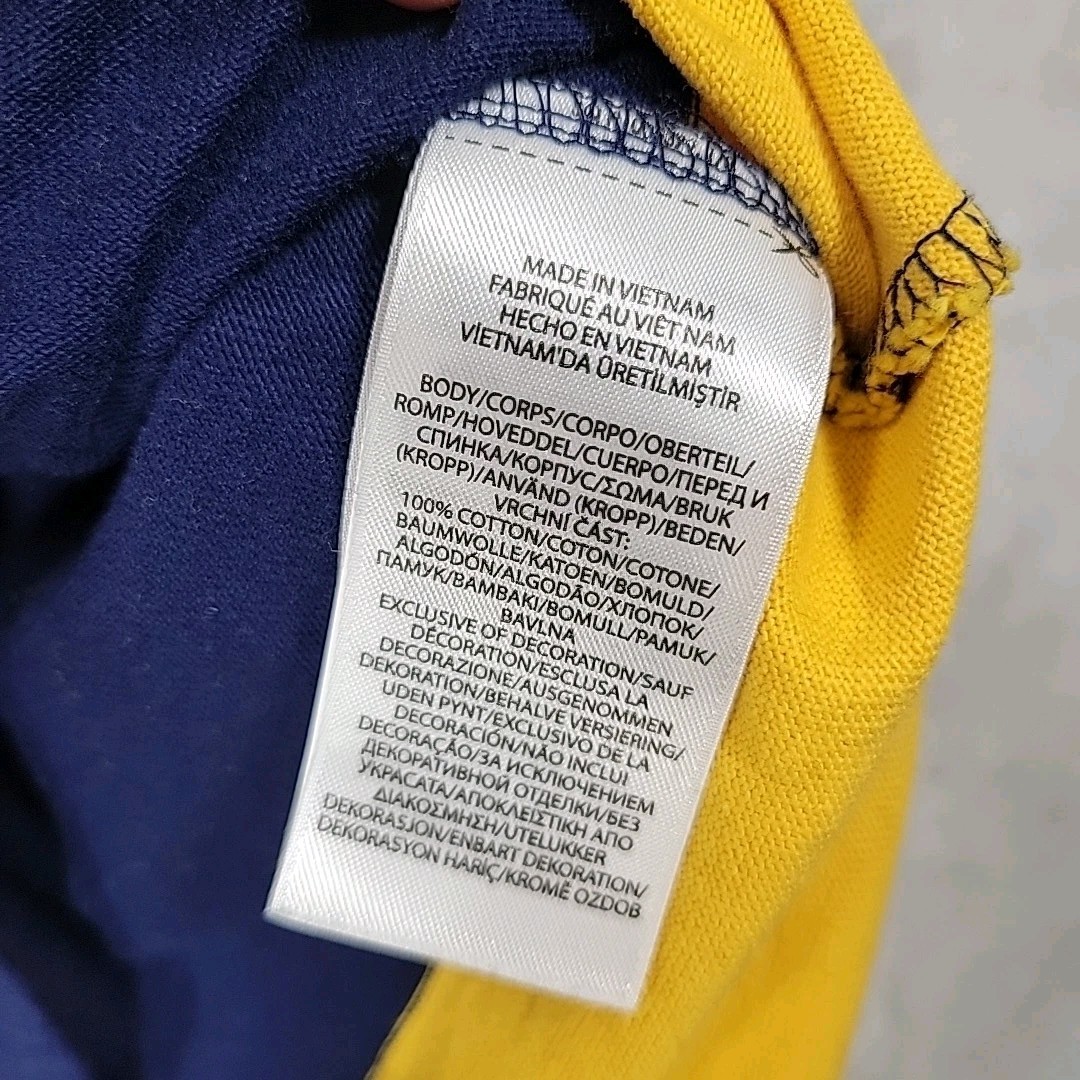 MADE IN VIETNAM
FABRIQUÉ AU VIÊT NAM
HECHO EN VIETNAM
VİETNAM'DA ÜRETİLMİŞTİR
BODY/CORPS/CORPO/OBERTEIL/
ROMP/HOVEDDEL/CUERPO/ПЕРЕД И
СПИНКА/КОРПУС/ΣΩΜΑ/BRUK
(KROPP)/ANVÄND (KROPP)/BEDEN/
VRCHNÍ ČÁST:
100% COTTON/COTON/COTONE/
BAUMWOLLE/KATOEN/BOMULD/
ALGODÓN/ALGODÃO/ХЛОПОК/
ПАМУК/ΒΑΜΒΑΚΙ/BOMULL/PAMUK/
BAVLNA
EXCLUSIVE OF DECORATION/SAUF
DÉCORATION/ESCLUSA LA
DECORAZIONE/AUSGENOMMEN
DEKORATION/BEHALVE VERSIERING/
UDEN PYNT/EXCLUSIVO DE LA
DECORACIÓN/NÃO INCLUI
DECORAÇÃO/ЗА ИСКЛЮЧЕНИЕМ
ДЕКОРАТИВНОЙ ОТДЕЛКИ/БЕЗ
УКРАСАТА/ΑΠΟΚΛΕΙΣΤΙΚΗ ΑΠΟ
ΔΙΑΚΟΣΜΗΣΗ/UTELUKKER
DEKORASJON/ENBART DEKORATION/
DEKORASYON HARİÇ/KROMĚ OZDOB